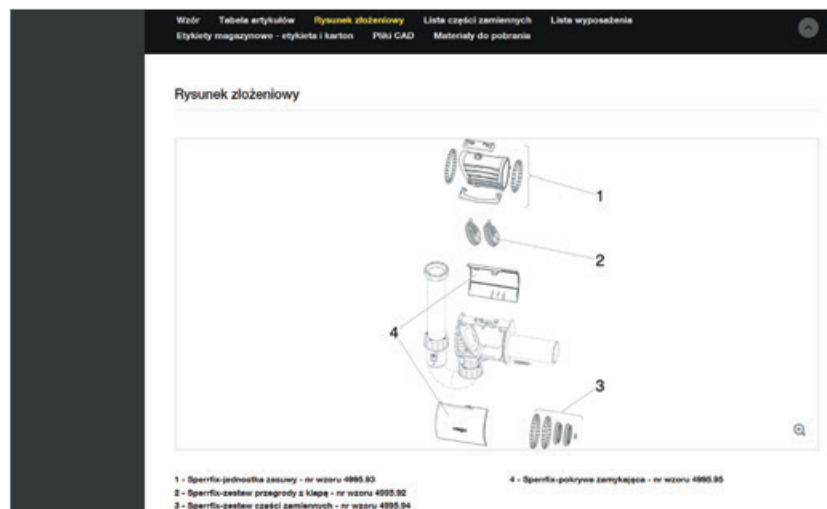 Wzór Tabela artykułów Rysunek złożeniowy Lista części zamiennych Lista wyposażenia
Etykiety magazynowe - etykieta i karton Pliki CAD Materiały do pobrania
Rysunek złożeniowy
1
2
4
3
1 - Sperrfix-jednostka zasuwy - nr wzoru 4995.93
2 - Sperrfix-zestaw przegrody z klapą - nr wzoru 4995.92
3 - Sperrfix-zestaw części zamiennych - nr wzoru 4995.94
4 - Sperrfix-pokrywa zamykająca - nr wzoru 4995.95